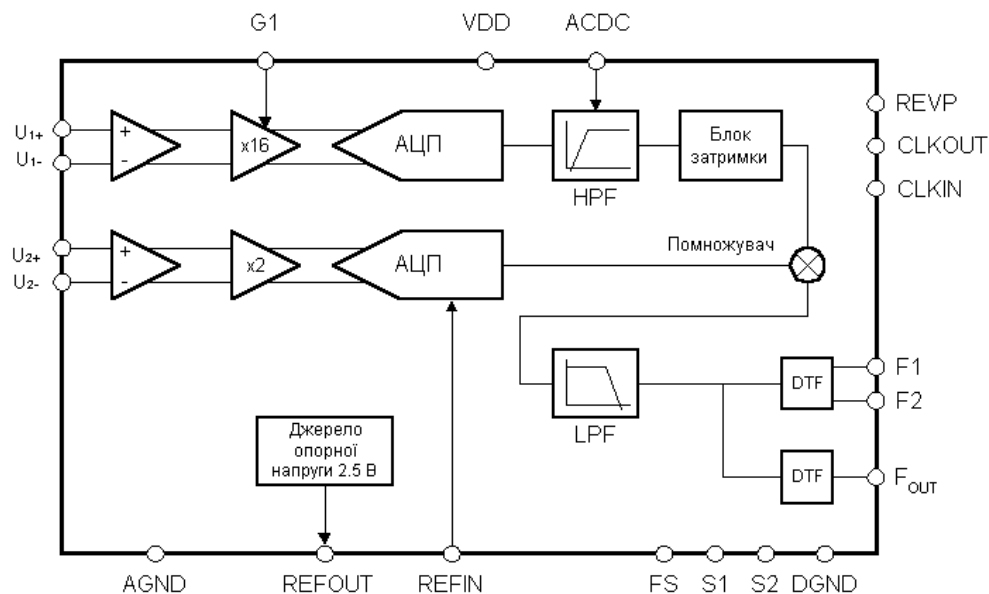 G1
VDD
ACDC
REVP
U1+
+
x16
АЦП
Блок
затримки
CLKOUT
U1-
-
HPF
CLKIN
U2+
+
x2
АЦП
Помножувач
U2-
-
F1
DTF
F2
LPF
Джерело
опорної
напруги 2.5 В
DTF
FOUT
AGND
REFOUT
REFIN
FS
S1
S2
DGND